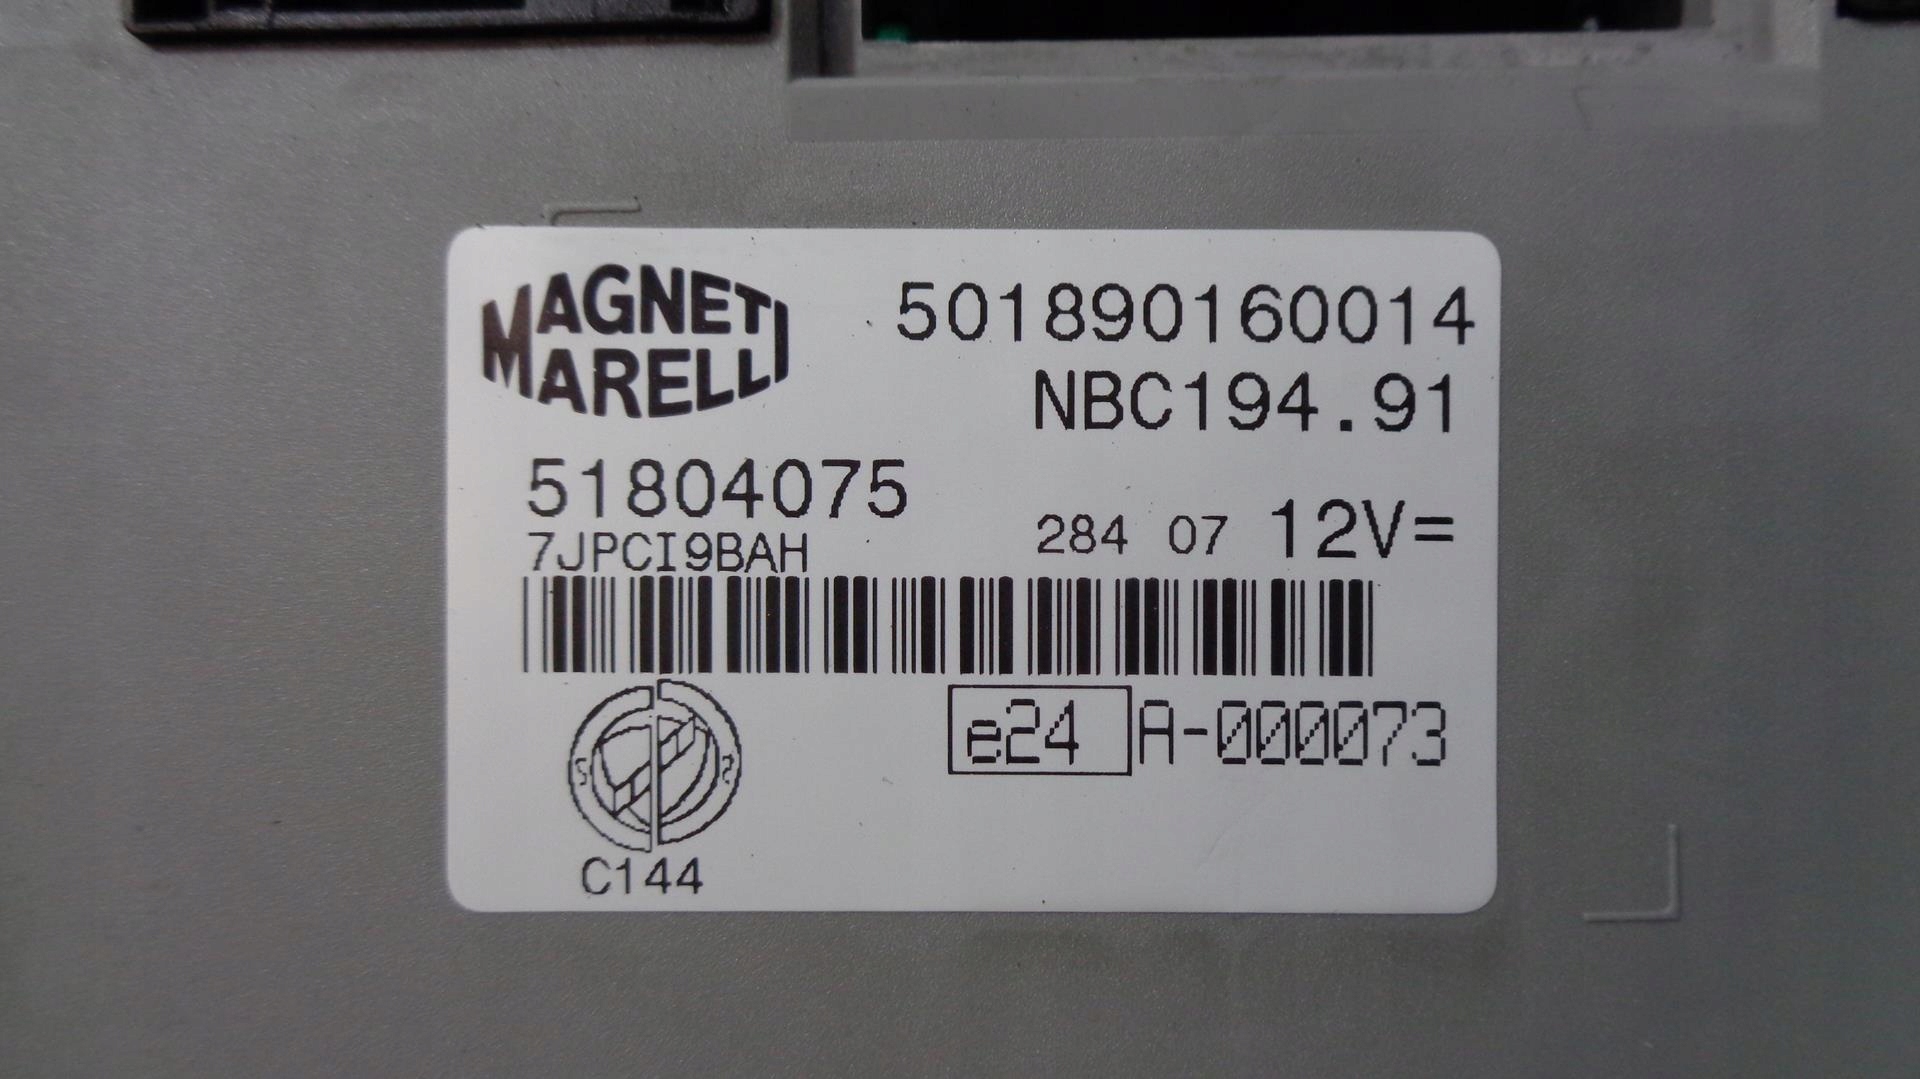 MAGNETI
MARELLI
501890160014
NBC194.91
51804075
7JPCI9BAH
284 07 12V=
e24 A-000073
C144